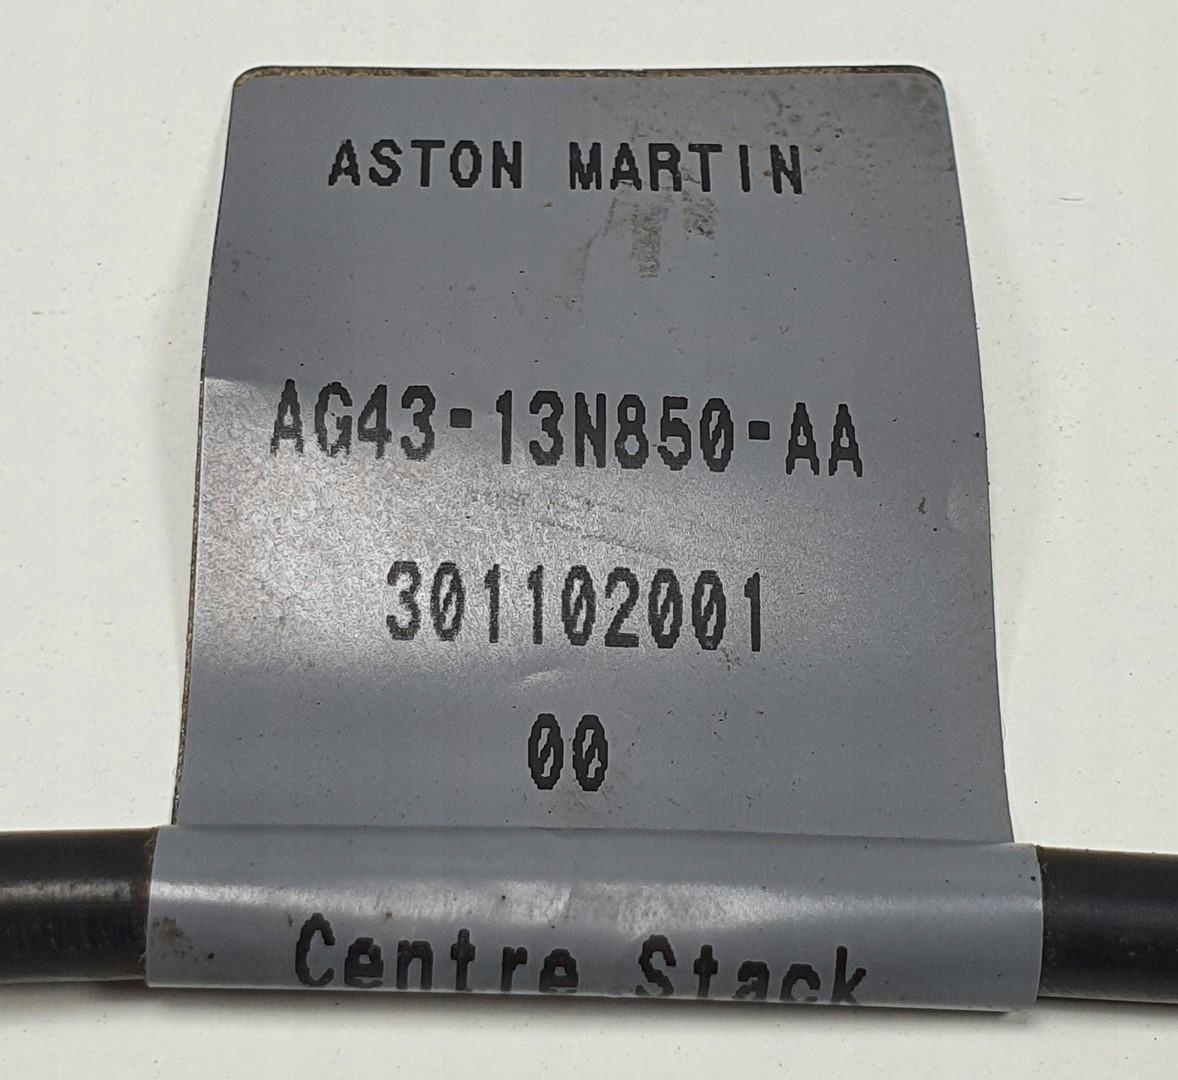 ASTON MARTIN
AG43-13N850-AA
301102001
00
Centre Stack